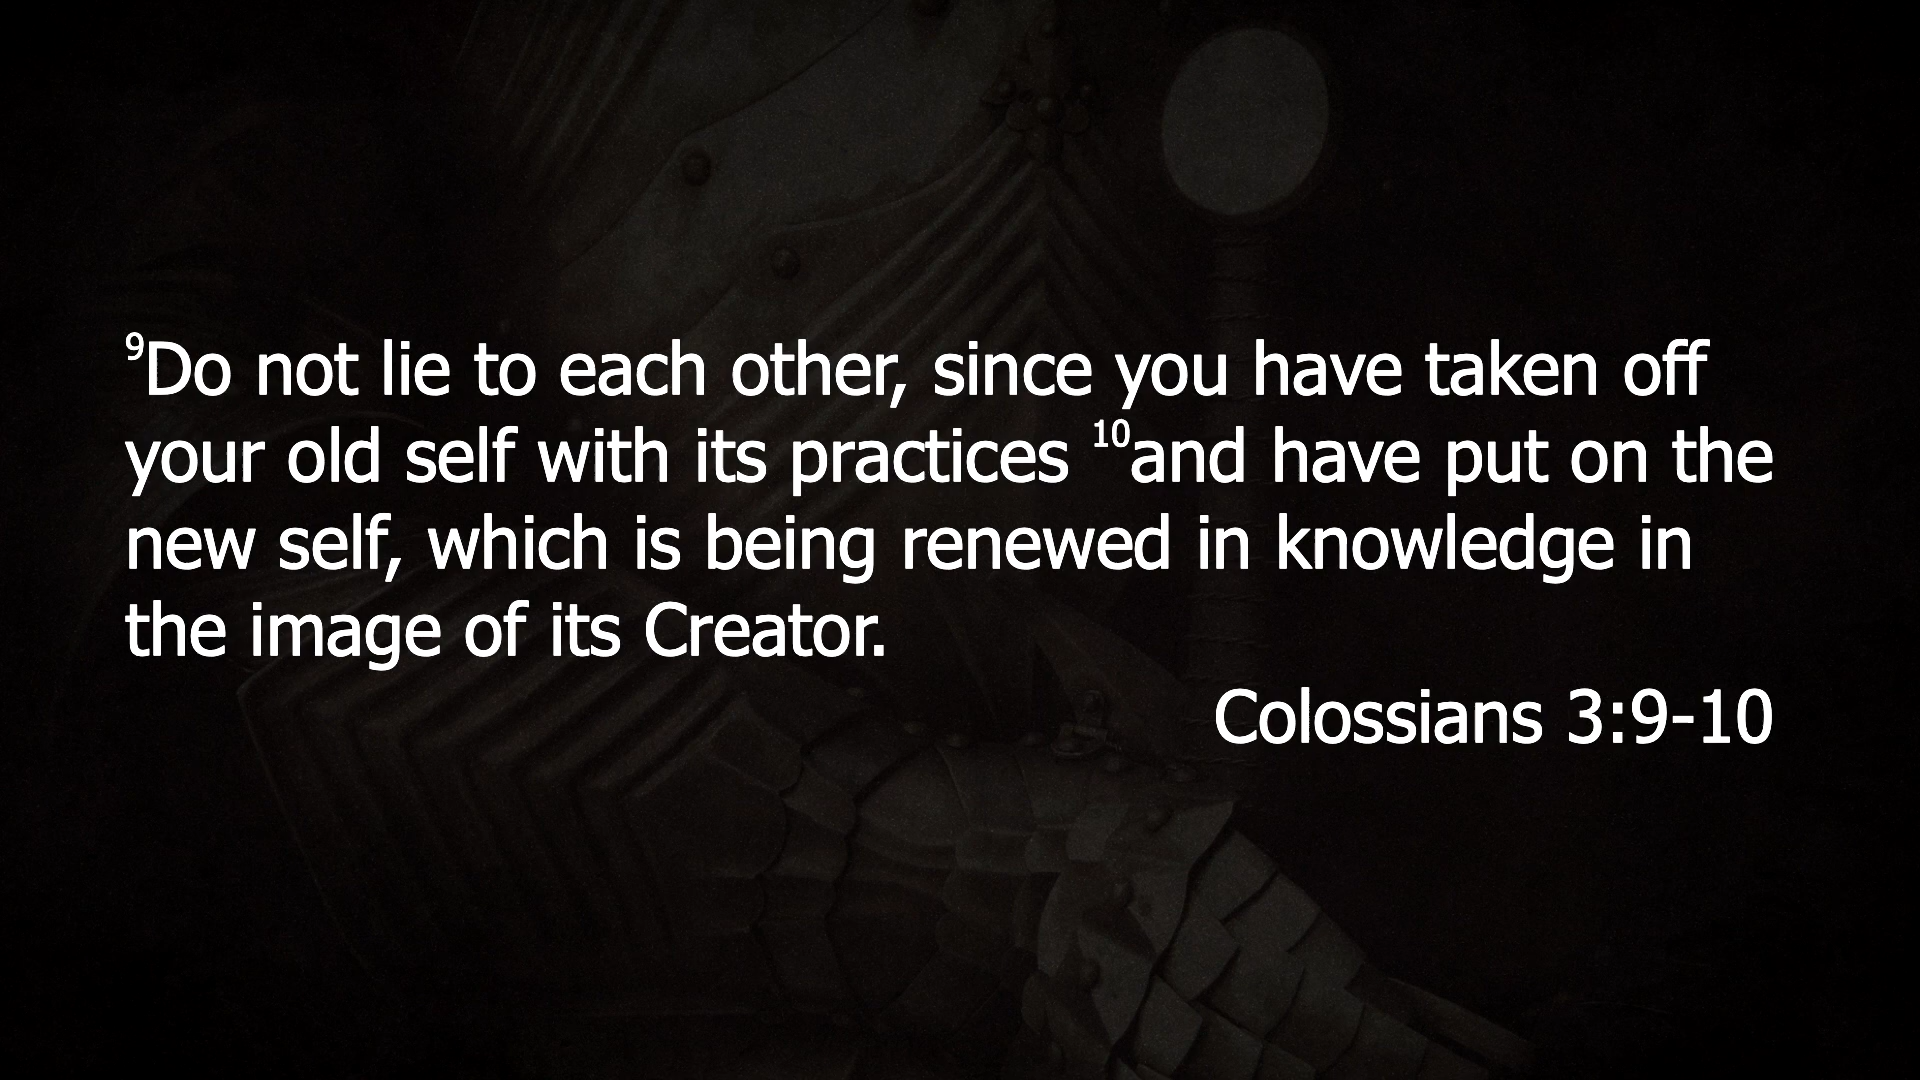 ⁹Do not lie to each other, since you have taken off
your old self with its practices ¹⁰and have put on the
new self, which is being renewed in knowledge in
the image of its Creator.
Colossians 3:9-10